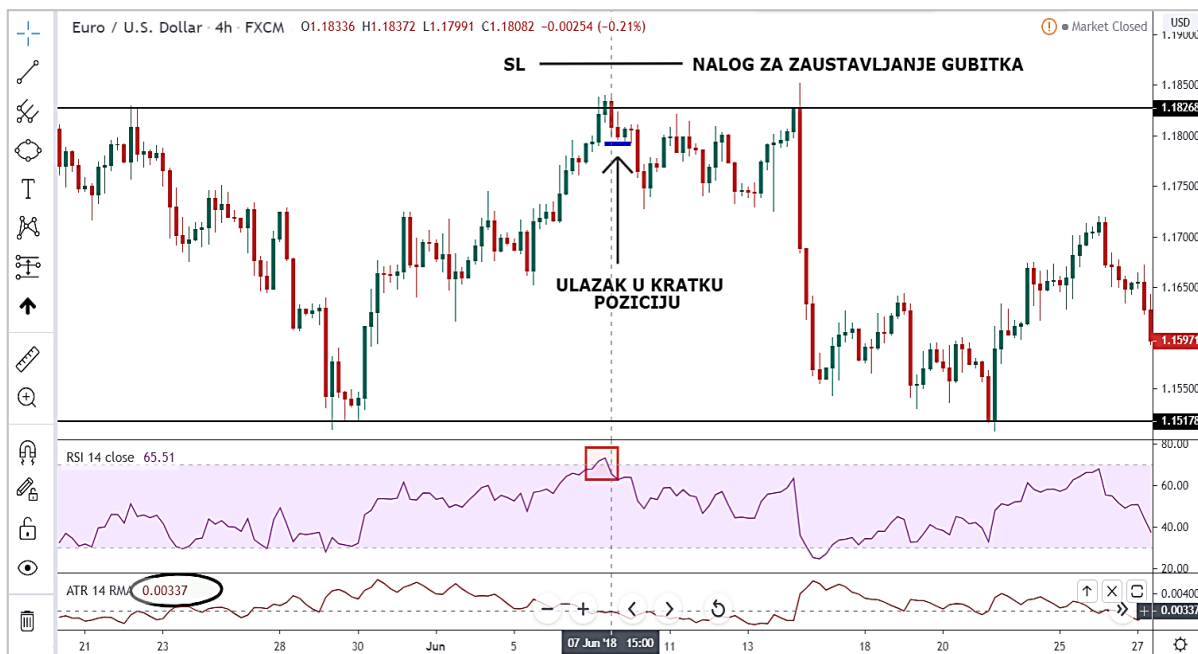 Euro / U.S. Dollar · 4h · FXCM O1.18336 H1.18372 L1.17991 C1.18082 -0.00254 (-0.21%)
Market Closed
USD
SL
NALOG ZA ZAUSTAVLJANJE GUBITKA
1.19000
1.18500
1.18268
1.18000
1.17500
1.17000
1.16500
1.15971
1.15500
1.15178
ULAZAK U KRATKU
POZICIJU
RSI 14 close 65.51
80.00
60.00
40.00
20.00
ATR 14 RMA 0.00337
0.00400
0.00337
21 23 28 30 Jun 5 07 Jun '18 15:00 11 13 18 20 25 27